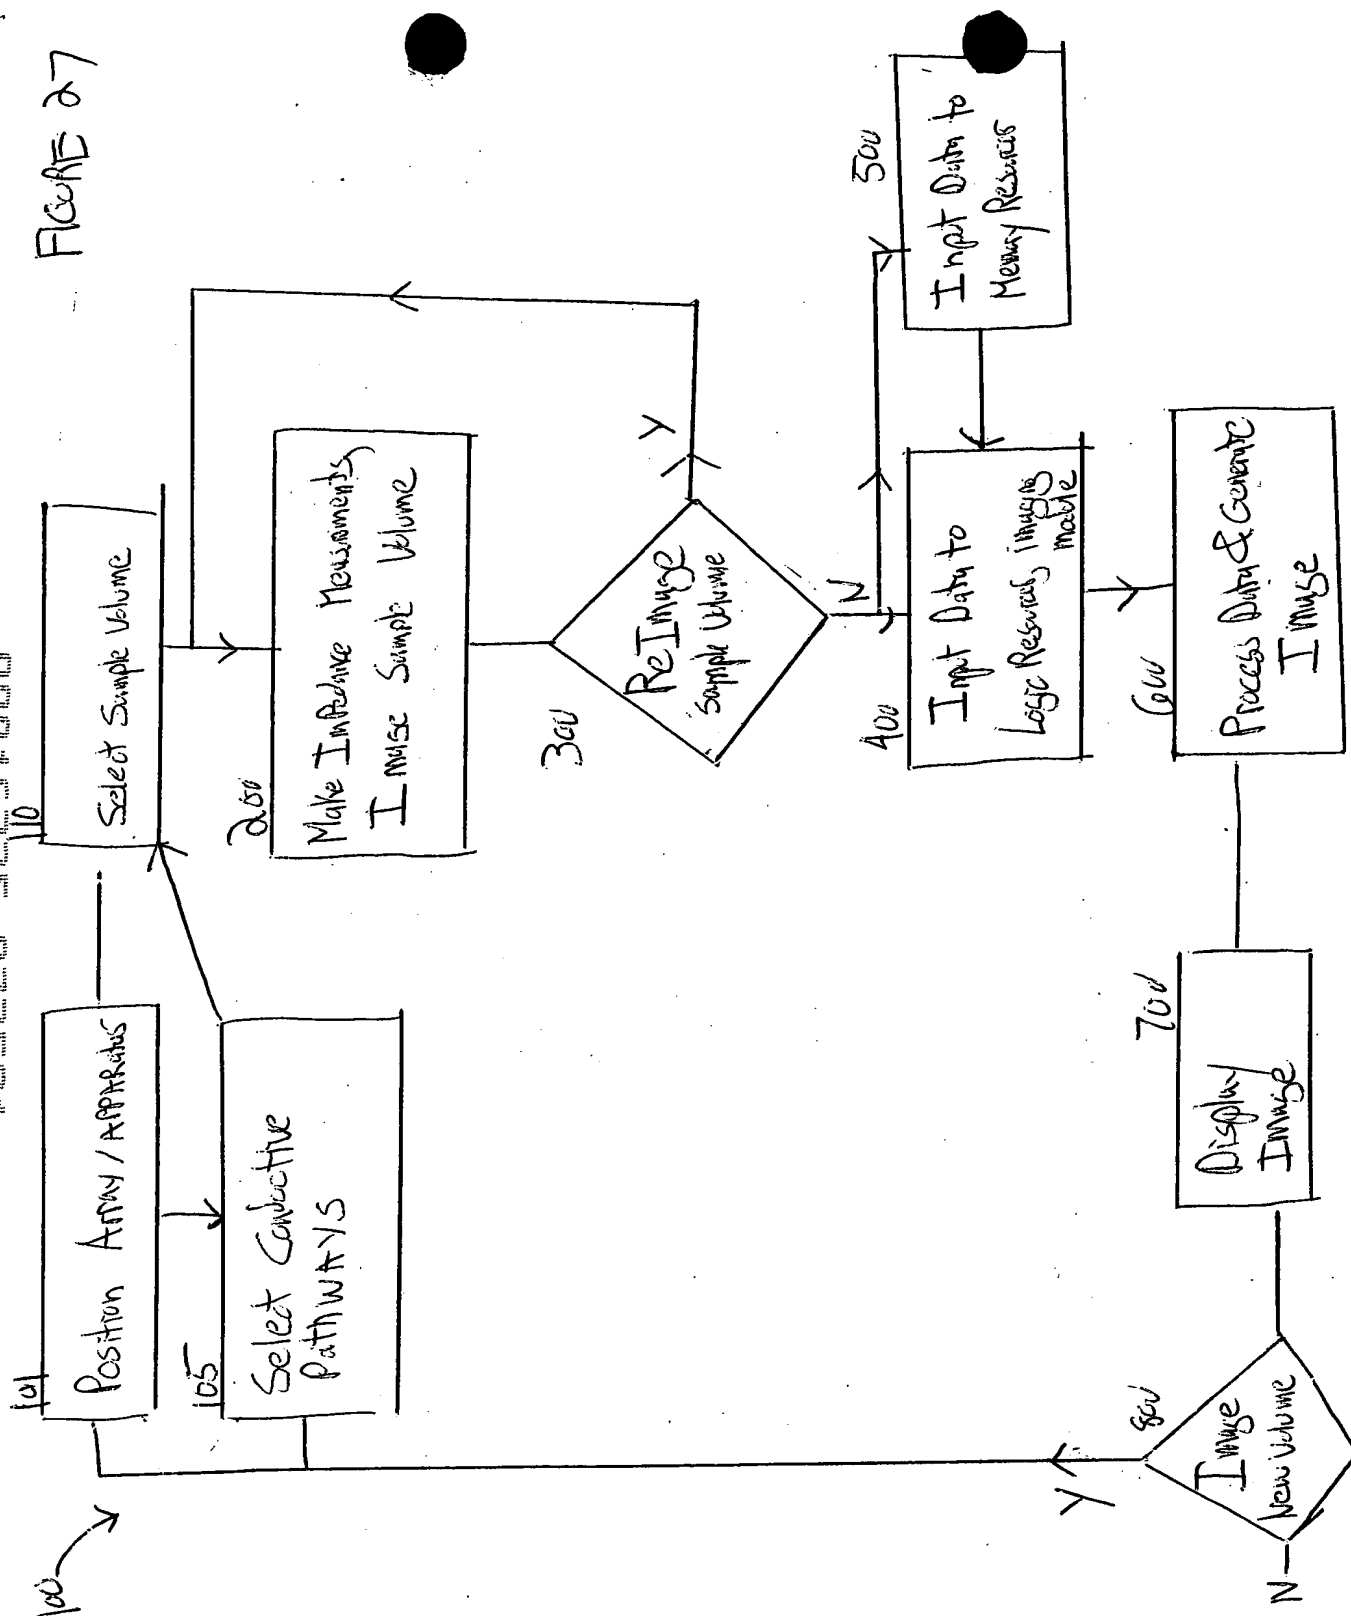 FIGURE 27
100
101
Position Array / APPARatus
110
Select Sample Volume
105
Select Conductive
PathWAYS
200
Make Impedance Measurements,
Image Sample Volume
300
ReImage
Sample Volume
Y
N
400
Input Data to
Logic Resources, imaging
module
500
Input Data to
Memory Resources
600
Process Data & Generate
Image
700
Display
Image
800
Image
New Volume
Y
N